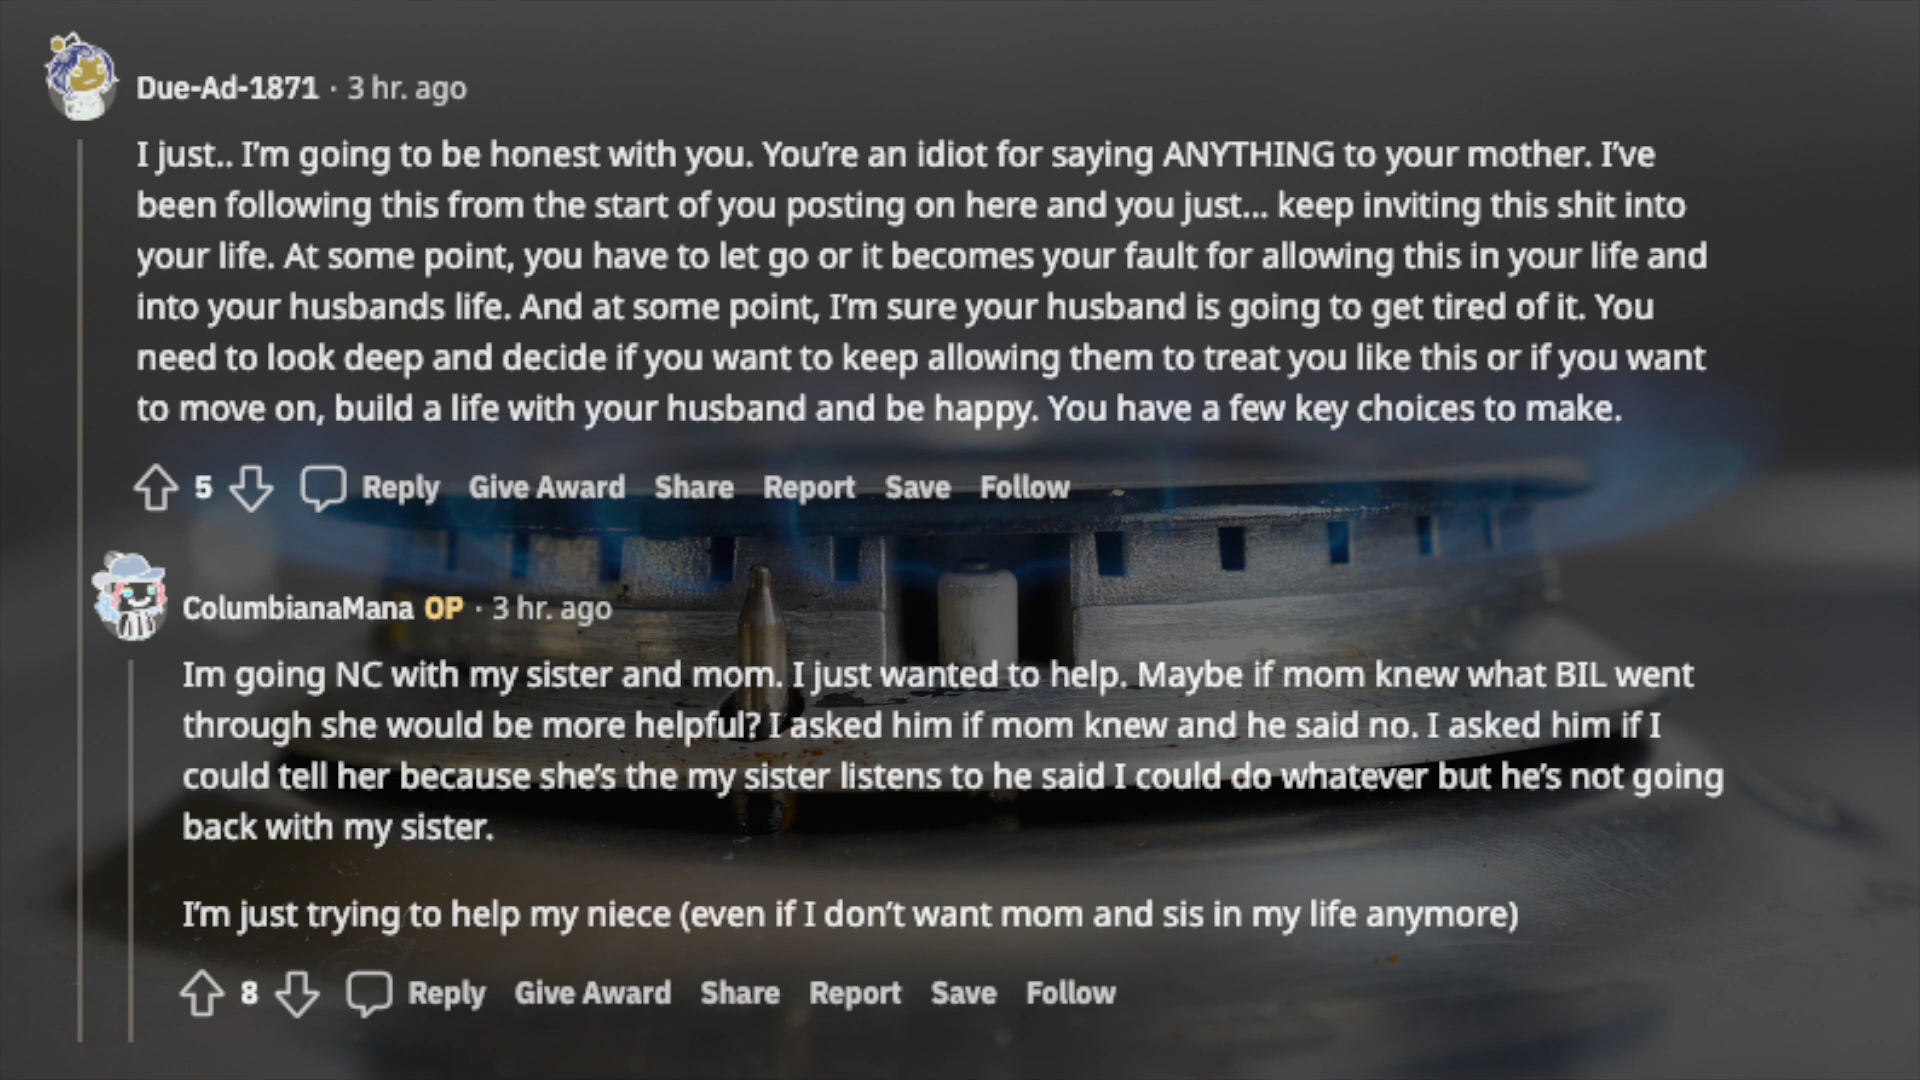 Due-Ad-1871 · 3 hr. ago
I just.. I'm going to be honest with you. You're an idiot for saying ANYTHING to your mother. I've
been following this from the start of you posting on here and you just... keep inviting this shit into
your life. At some point, you have to let go or it becomes your fault for allowing this in your life and
into your husbands life. And at some point, I'm sure your husband is going to get tired of it. You
need to look deep and decide if you want to keep allowing them to treat you like this or if you want
to move on, build a life with your husband and be happy. You have a few key choices to make.
5 Reply Give Award Share Report Save Follow
ColumbianaMana OP · 3 hr. ago
Im going NC with my sister and mom. I just wanted to help. Maybe if mom knew what BIL went
through she would be more helpful? I asked him if mom knew and he said no. I asked him if I
could tell her because she's the my sister listens to he said I could do whatever but he's not going
back with my sister.
I'm just trying to help my niece (even if I don't want mom and sis in my life anymore)
8 Reply Give Award Share Report Save Follow